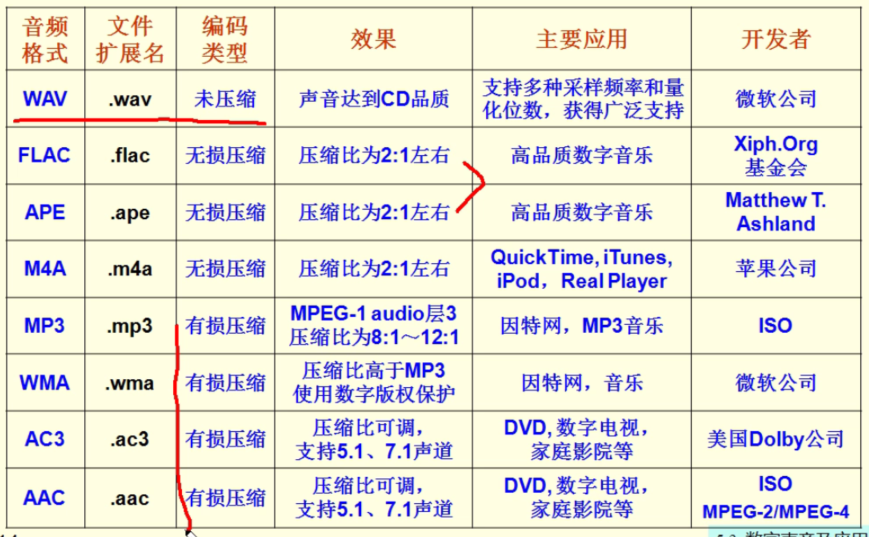 音频格式 文件扩展名 编码类型 效果 主要应用 开发者
WAV .wav 未压缩 声音达到CD品质 支持多种采样频率和量化位数，获得广泛支持 微软公司
FLAC .flac 无损压缩 压缩比为2:1左右 高品质数字音乐 Xiph.Org 基金会
APE .ape 无损压缩 压缩比为2:1左右 高品质数字音乐 Matthew T. Ashland
M4A .m4a 无损压缩 压缩比为2:1左右 QuickTime, iTunes, iPod，Real Player 苹果公司
MP3 .mp3 有损压缩 MPEG-1 audio层3 压缩比为8:1～12:1 因特网，MP3音乐 ISO
WMA .wma 有损压缩 压缩比高于MP3 使用数字版权保护 因特网，音乐 微软公司
AC3 .ac3 有损压缩 压缩比可调，支持5.1、7.1声道 DVD, 数字电视，家庭影院等 美国Dolby公司
AAC .aac 有损压缩 压缩比可调，支持5.1、7.1声道 DVD, 数字电视，家庭影院等 ISO MPEG-2/MPEG-4